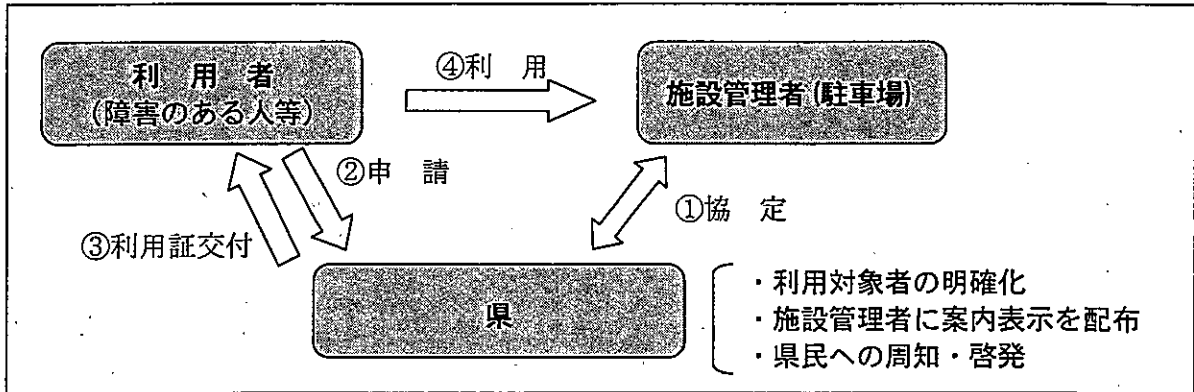 利 用 者
(障害のある人等)
④利 用
施設管理者(駐車場)
②申 請
①協 定
③利用証交付
県
・利用対象者の明確化
・施設管理者に案内表示を配布
・県民への周知・啓発